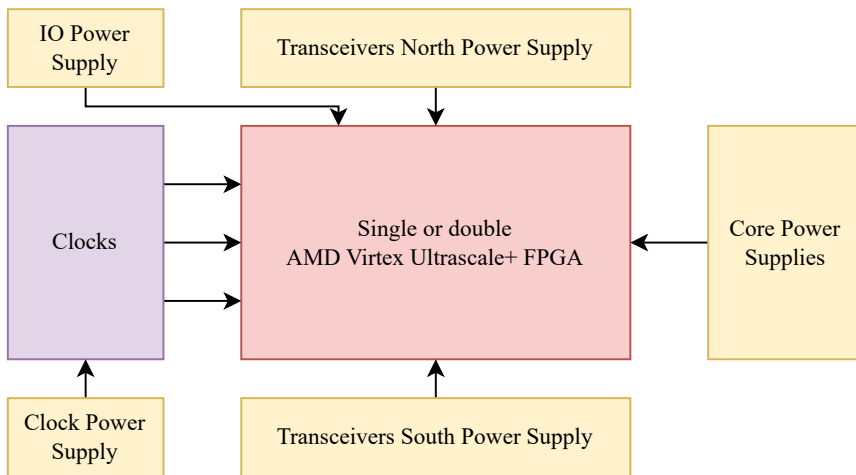 IO Power
Supply
Transceivers North Power Supply
Clocks
Single or double
AMD Virtex Ultrascale+ FPGA
Core Power
Supplies
Clock Power
Supply
Transceivers South Power Supply